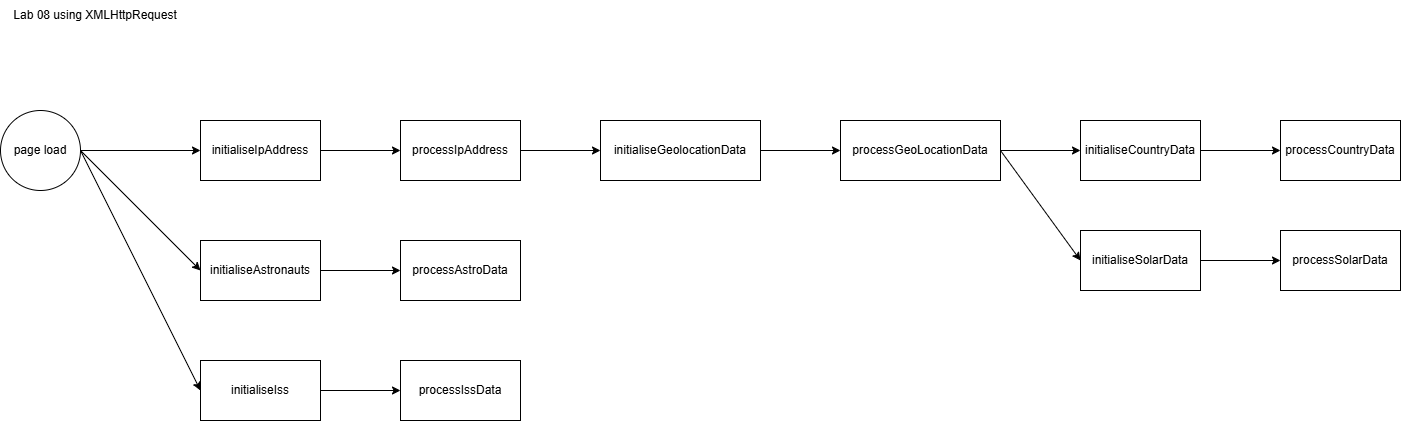 Lab 08 using XMLHttpRequest
page load
initialiseIpAddress
processIpAddress
initialiseGeolocationData
processGeoLocationData
initialiseCountryData
processCountryData
initialiseSolarData
processSolarData
initialiseAstronauts
processAstroData
initialiseIss
processIssData